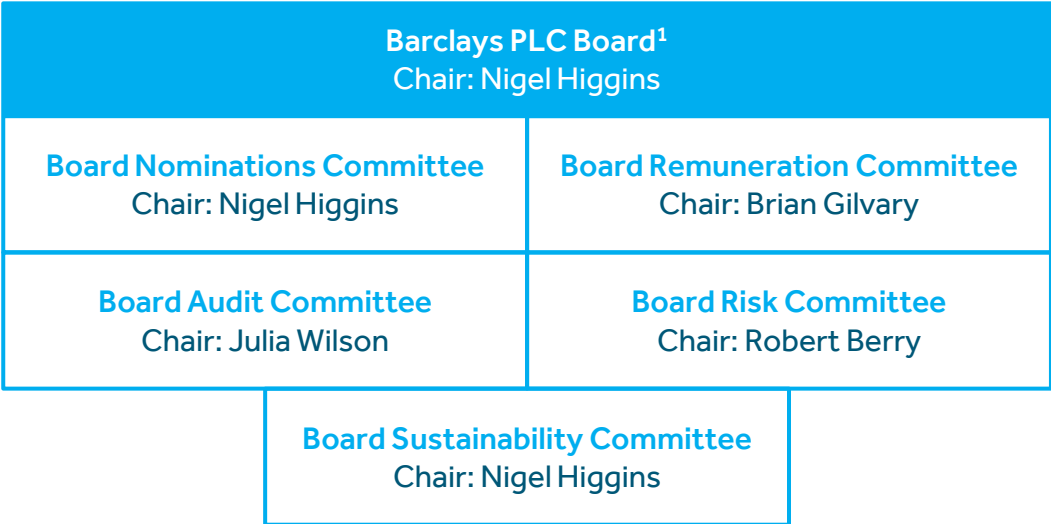 Barclays PLC Board¹
Chair: Nigel Higgins
Board Nominations Committee
Chair: Nigel Higgins
Board Remuneration Committee
Chair: Brian Gilvary
Board Audit Committee
Chair: Julia Wilson
Board Risk Committee
Chair: Robert Berry
Board Sustainability Committee
Chair: Nigel Higgins